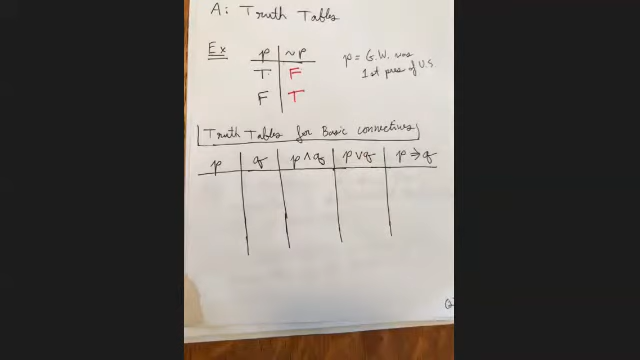 A: Truth Tables
Ex
p ~p
T F
F T
p = G.W. was
1st pres of U.S
Truth Tables for Basic connectives
p q p ∧ q p ∨ q p → q